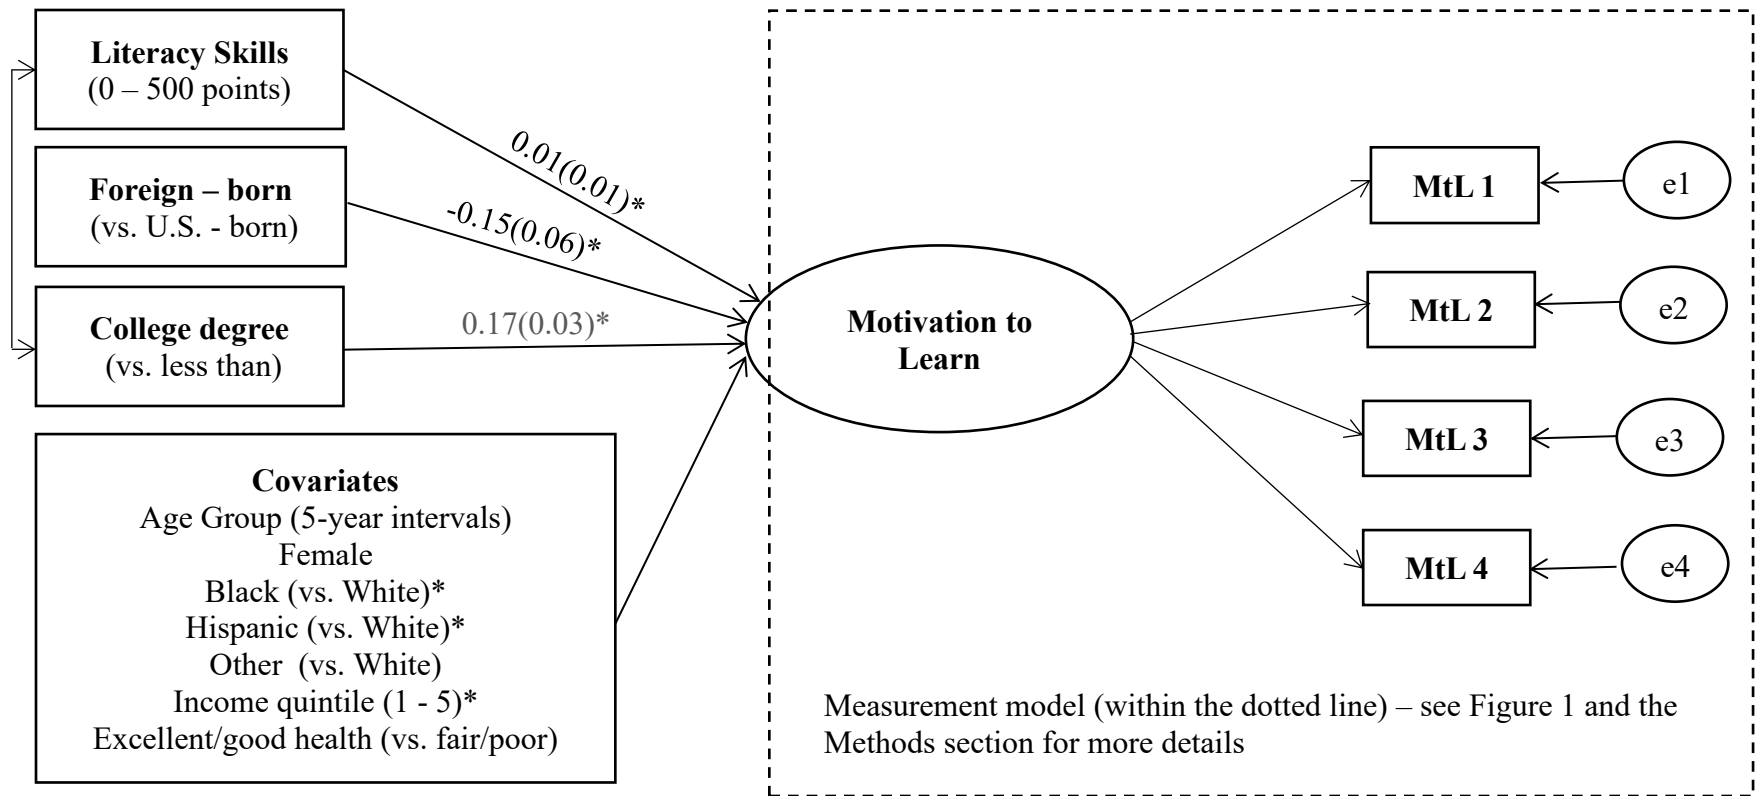 Literacy Skills
(0 – 500 points)
Foreign – born
(vs. U.S. - born)
College degree
(vs. less than)
0.01(0.01)*
-0.15(0.06)*
0.17(0.03)*
Covariates
Age Group (5-year intervals)
Female
Black (vs. White)*
Hispanic (vs. White)*
Other  (vs. White)
Income quintile (1 - 5)*
Excellent/good health (vs. fair/poor)
Motivation to
Learn
MtL 1
e1
MtL 2
e2
MtL 3
e3
MtL 4
e4
Measurement model (within the dotted line) – see Figure 1 and the
Methods section for more details